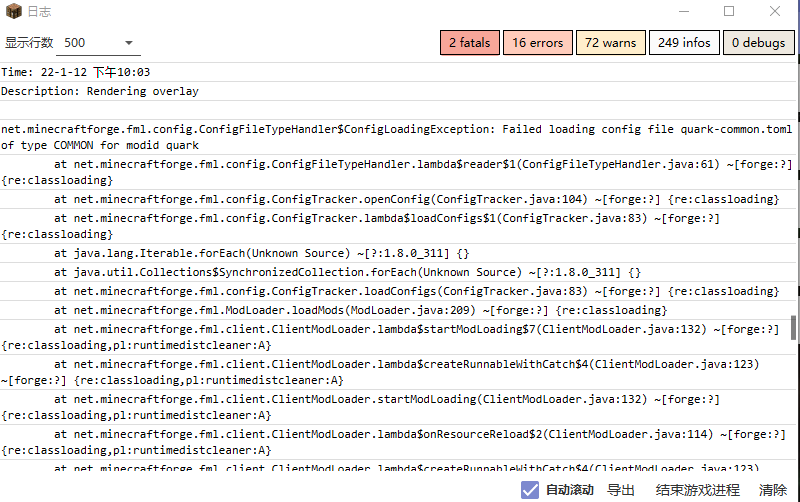 日志
显示行数 500
2 fatals 16 errors 72 warns 249 infos 0 debugs
Time: 22-1-12 下午10:03
Description: Rendering overlay
net.minecraftforge.fml.config.ConfigFileTypeHandler$ConfigLoadingException: Failed loading config file quark-common.toml
of type COMMON for modid quark
at net.minecraftforge.fml.config.ConfigFileTypeHandler.lambda$reader$1(ConfigFileTypeHandler.java:61) ~[forge:?]
{re:classloading}
at net.minecraftforge.fml.config.ConfigTracker.openConfig(ConfigTracker.java:104) ~[forge:?] {re:classloading}
at net.minecraftforge.fml.config.ConfigTracker.lambda$loadConfigs$1(ConfigTracker.java:83) ~[forge:?]
{re:classloading}
at java.lang.Iterable.forEach(Unknown Source) ~[?:1.8.0_311] {}
at java.util.Collections$SynchronizedCollection.forEach(Unknown Source) ~[?:1.8.0_311] {}
at net.minecraftforge.fml.config.ConfigTracker.loadConfigs(ConfigTracker.java:83) ~[forge:?] {re:classloading}
at net.minecraftforge.fml.ModLoader.loadMods(ModLoader.java:209) ~[forge:?] {re:classloading}
at net.minecraftforge.fml.client.ClientModLoader.lambda$startModLoading$7(ClientModLoader.java:132) ~[forge:?]
{re:classloading,pl:runtimedistcleaner:A}
at net.minecraftforge.fml.client.ClientModLoader.lambda$createRunnableWithCatch$4(ClientModLoader.java:123)
~[forge:?] {re:classloading,pl:runtimedistcleaner:A}
at net.minecraftforge.fml.client.ClientModLoader.startModLoading(ClientModLoader.java:132) ~[forge:?]
{re:classloading,pl:runtimedistcleaner:A}
at net.minecraftforge.fml.client.ClientModLoader.lambda$onResourceReload$2(ClientModLoader.java:114) ~[forge:?]
{re:classloading,pl:runtimedistcleaner:A}
at net.minecraftforge.fml.client.ClientModLoader.lambda$createRunnableWithCatch$4(ClientModLoader.java:123)
自动滚动 导出 结束游戏进程 清除